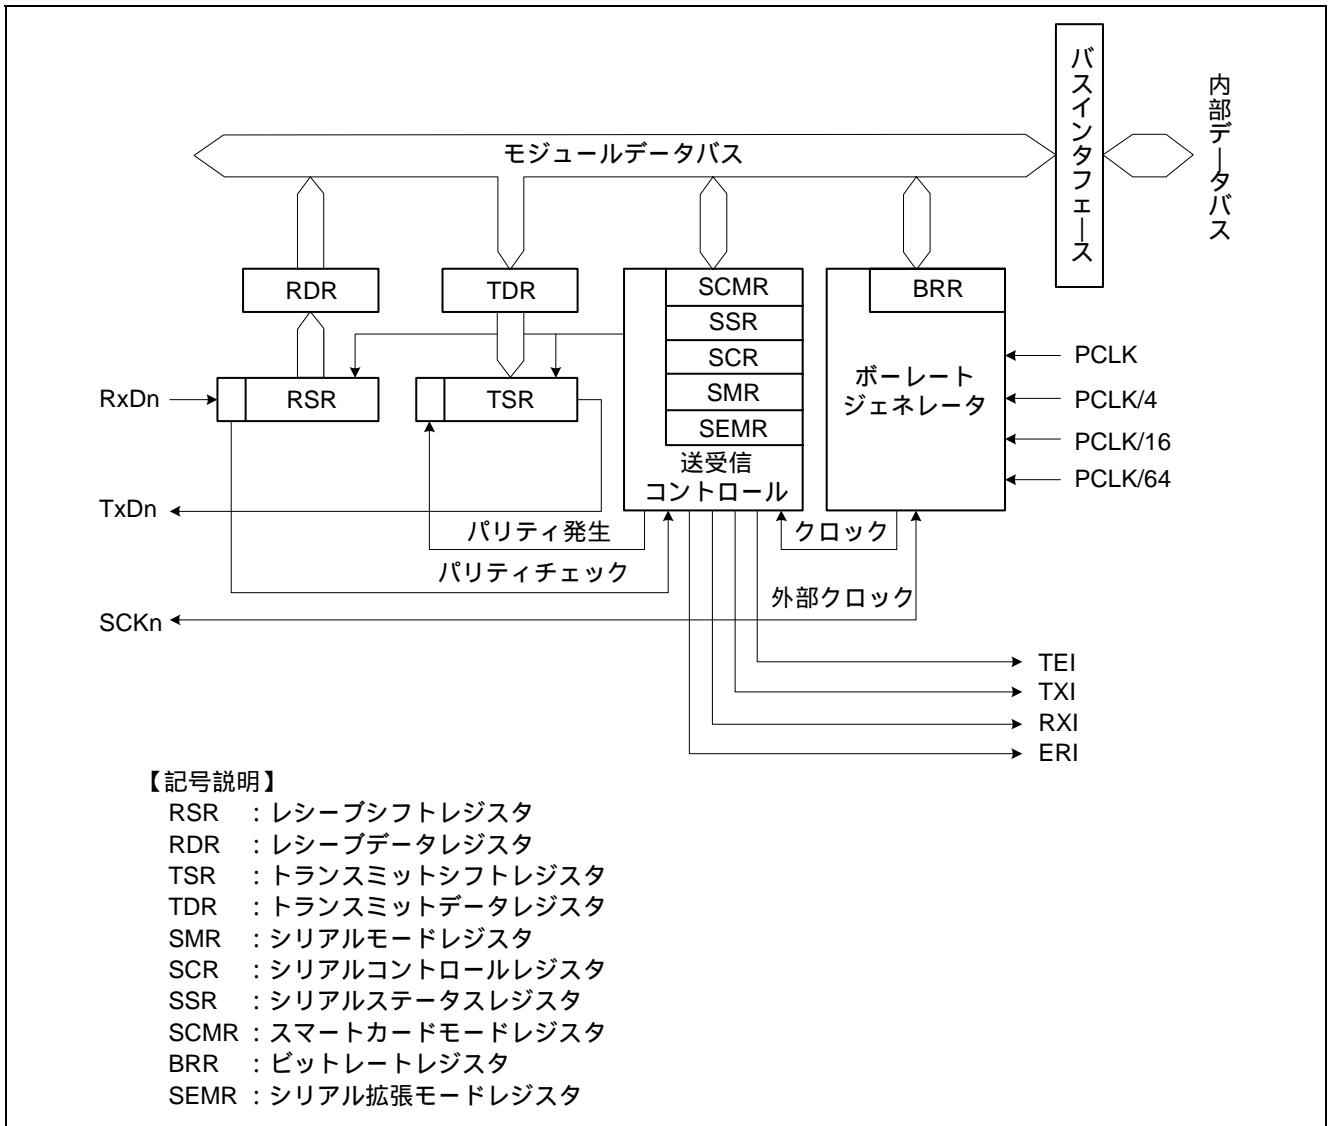 バスインタフェース
内部データバス
モジュールデータバス
RDR
TDR
SCMR
BRR
SSR
SCR
SMR
SEMR
送受信
コントロール
ボーレート
ジェネレータ
PCLK
PCLK/4
PCLK/16
PCLK/64
RxDn
RSR
TSR
TxDn
パリティ発生
クロック
パリティチェック
外部クロック
SCKn
TEI
TXI
RXI
ERI
【記号説明】
RSR :レシーブシフトレジスタ
RDR :レシーブデータレジスタ
TSR :トランスミットシフトレジスタ
TDR :トランスミットデータレジスタ
SMR :シリアルモードレジスタ
SCR :シリアルコントロールレジスタ
SSR :シリアルステータスレジスタ
SCMR :スマートカードモードレジスタ
BRR :ビットレートレジスタ
SEMR :シリアル拡張モードレジスタ